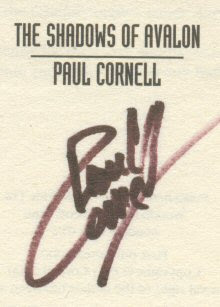 THE SHADOWS OF AVALON
PAUL CORNELL
Paul
Cornell